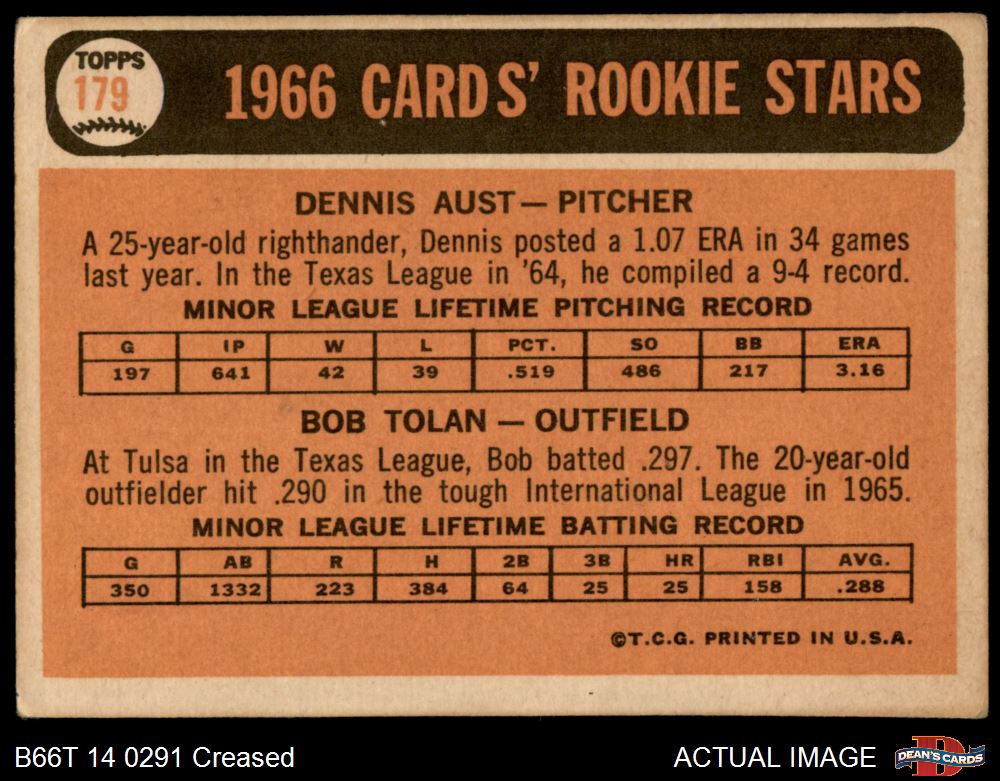 TOPPS
179
1966 CARDS' ROOKIE STARS
DENNIS AUST — PITCHER
A 25-year-old righthander, Dennis posted a 1.07 ERA in 34 games
last year. In the Texas League in '64, he compiled a 9-4 record.
MINOR LEAGUE LIFETIME PITCHING RECORD
G IP W L PCT. SO BB ERA
197 641 42 39 .519 486 217 3.16
BOB TOLAN — OUTFIELD
At Tulsa in the Texas League, Bob batted .297. The 20-year-old
outfielder hit .290 in the tough International League in 1965.
MINOR LEAGUE LIFETIME BATTING RECORD
G AB R H 2B 3B HR RBI AVG.
350 1332 223 384 64 25 25 158 .288
©T.C.G. PRINTED IN U.S.A.
B66T 14 0291 Creased
ACTUAL IMAGE
D
DEAN'S CARDS